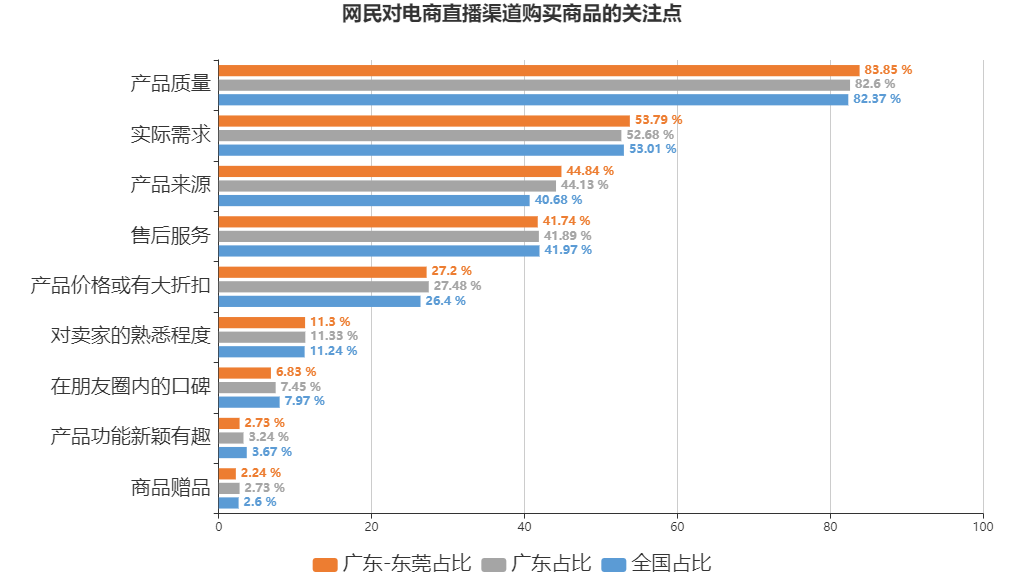 网民对电商直播渠道购买商品的关注点
产品质量
83.85 %
82.6 %
82.37 %
实际需求
53.79 %
52.68 %
53.01 %
产品来源
44.84 %
44.13 %
40.68 %
售后服务
41.74 %
41.89 %
41.97 %
产品价格或有大折扣
27.2 %
27.48 %
26.4 %
对卖家的熟悉程度
11.3 %
11.33 %
11.24 %
在朋友圈内的口碑
6.83 %
7.45 %
7.97 %
产品功能新颖有趣
2.73 %
3.24 %
3.67 %
商品赠品
2.24 %
2.73 %
2.6 %
0 20 40 60 80 100
广东-东莞占比 广东占比 全国占比